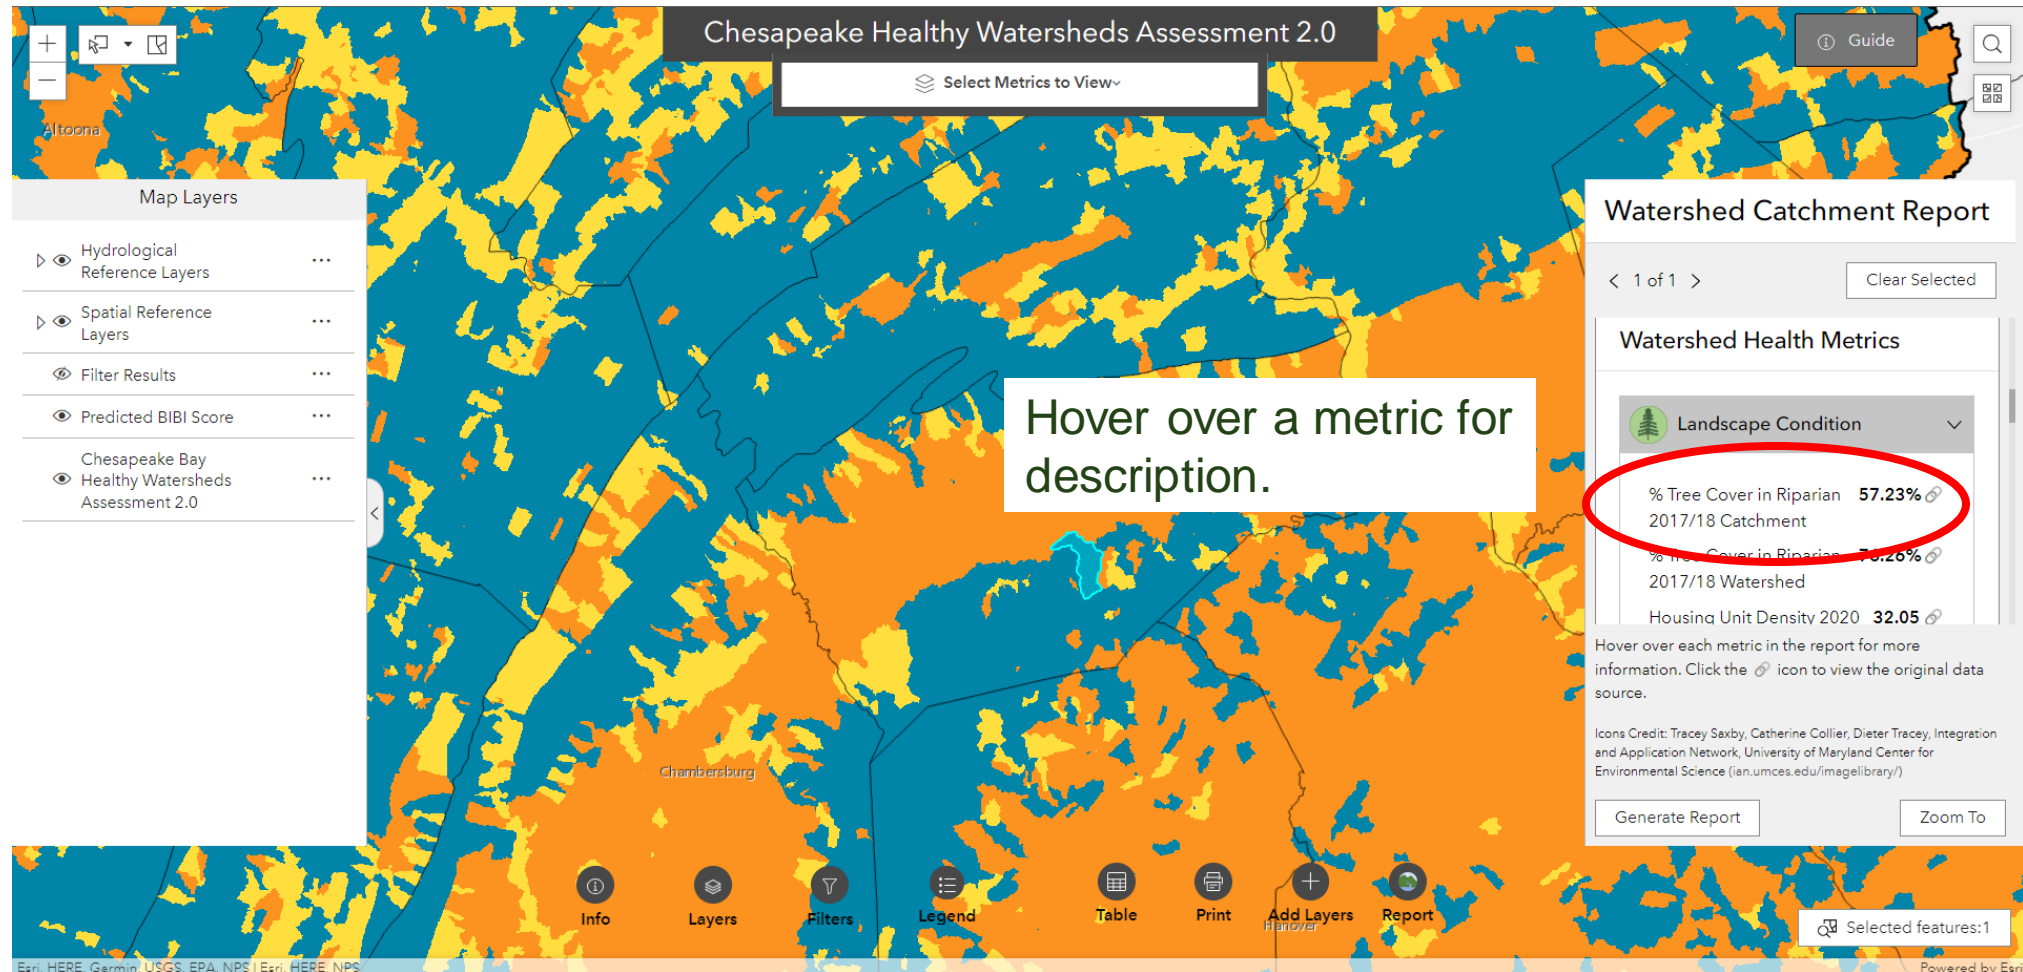 Chesapeake Healthy Watersheds Assessment 2.0
Select Metrics to View
Guide
Altoona
Map Layers
Hydrological
Reference Layers
Spatial Reference
Layers
Filter Results
Predicted BIBI Score
Chesapeake Bay
Healthy Watersheds
Assessment 2.0
Hover over a metric for
description.
Watershed Catchment Report
1 of 1
Clear Selected
Watershed Health Metrics
Landscape Condition
% Tree Cover in Riparian 57.23%
2017/18 Catchment
% Tree Cover in Riparian 78.26%
2017/18 Watershed
Housing Unit Density 2020 32.05
Hover over each metric in the report for more
information. Click the icon to view the original data
source.
Icons Credit: Tracey Saxby, Catherine Collier, Dieter Tracey, Integration
and Application Network, University of Maryland Center for
Environmental Science (ian.umces.edu/imagelibrary/)
Generate Report
Zoom To
Chambersburg
Info
Layers
Filters
Legend
Table
Print
Add Layers
Report
Hanover
Selected features:1
Esri, HERE, Garmin, USGS, EPA, NPS | Esri, HERE, NPS
Powered by Esri